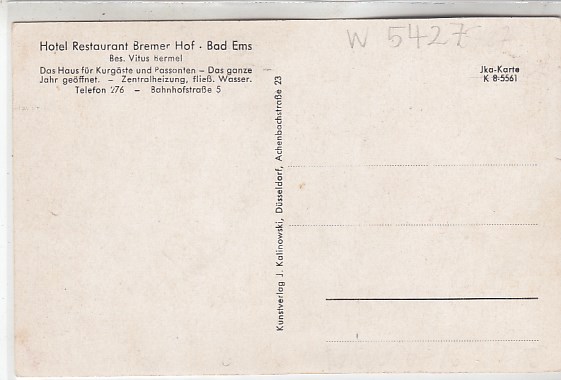 Hotel Restaurant Bremer Hof · Bad Ems
Bes. Vitus Hermel
Das Haus für Kurgäste und Passanten – Das ganze
Jahr geöffnet. – Zentralheizung, fließ. Wasser.
Telefon 276 – Bahnhofstraße 5
W 5427
Jka-Karte
K 8-5561
Kunstverlag J. Kalinowski, Düsseldorf, Achenbachstraße 23